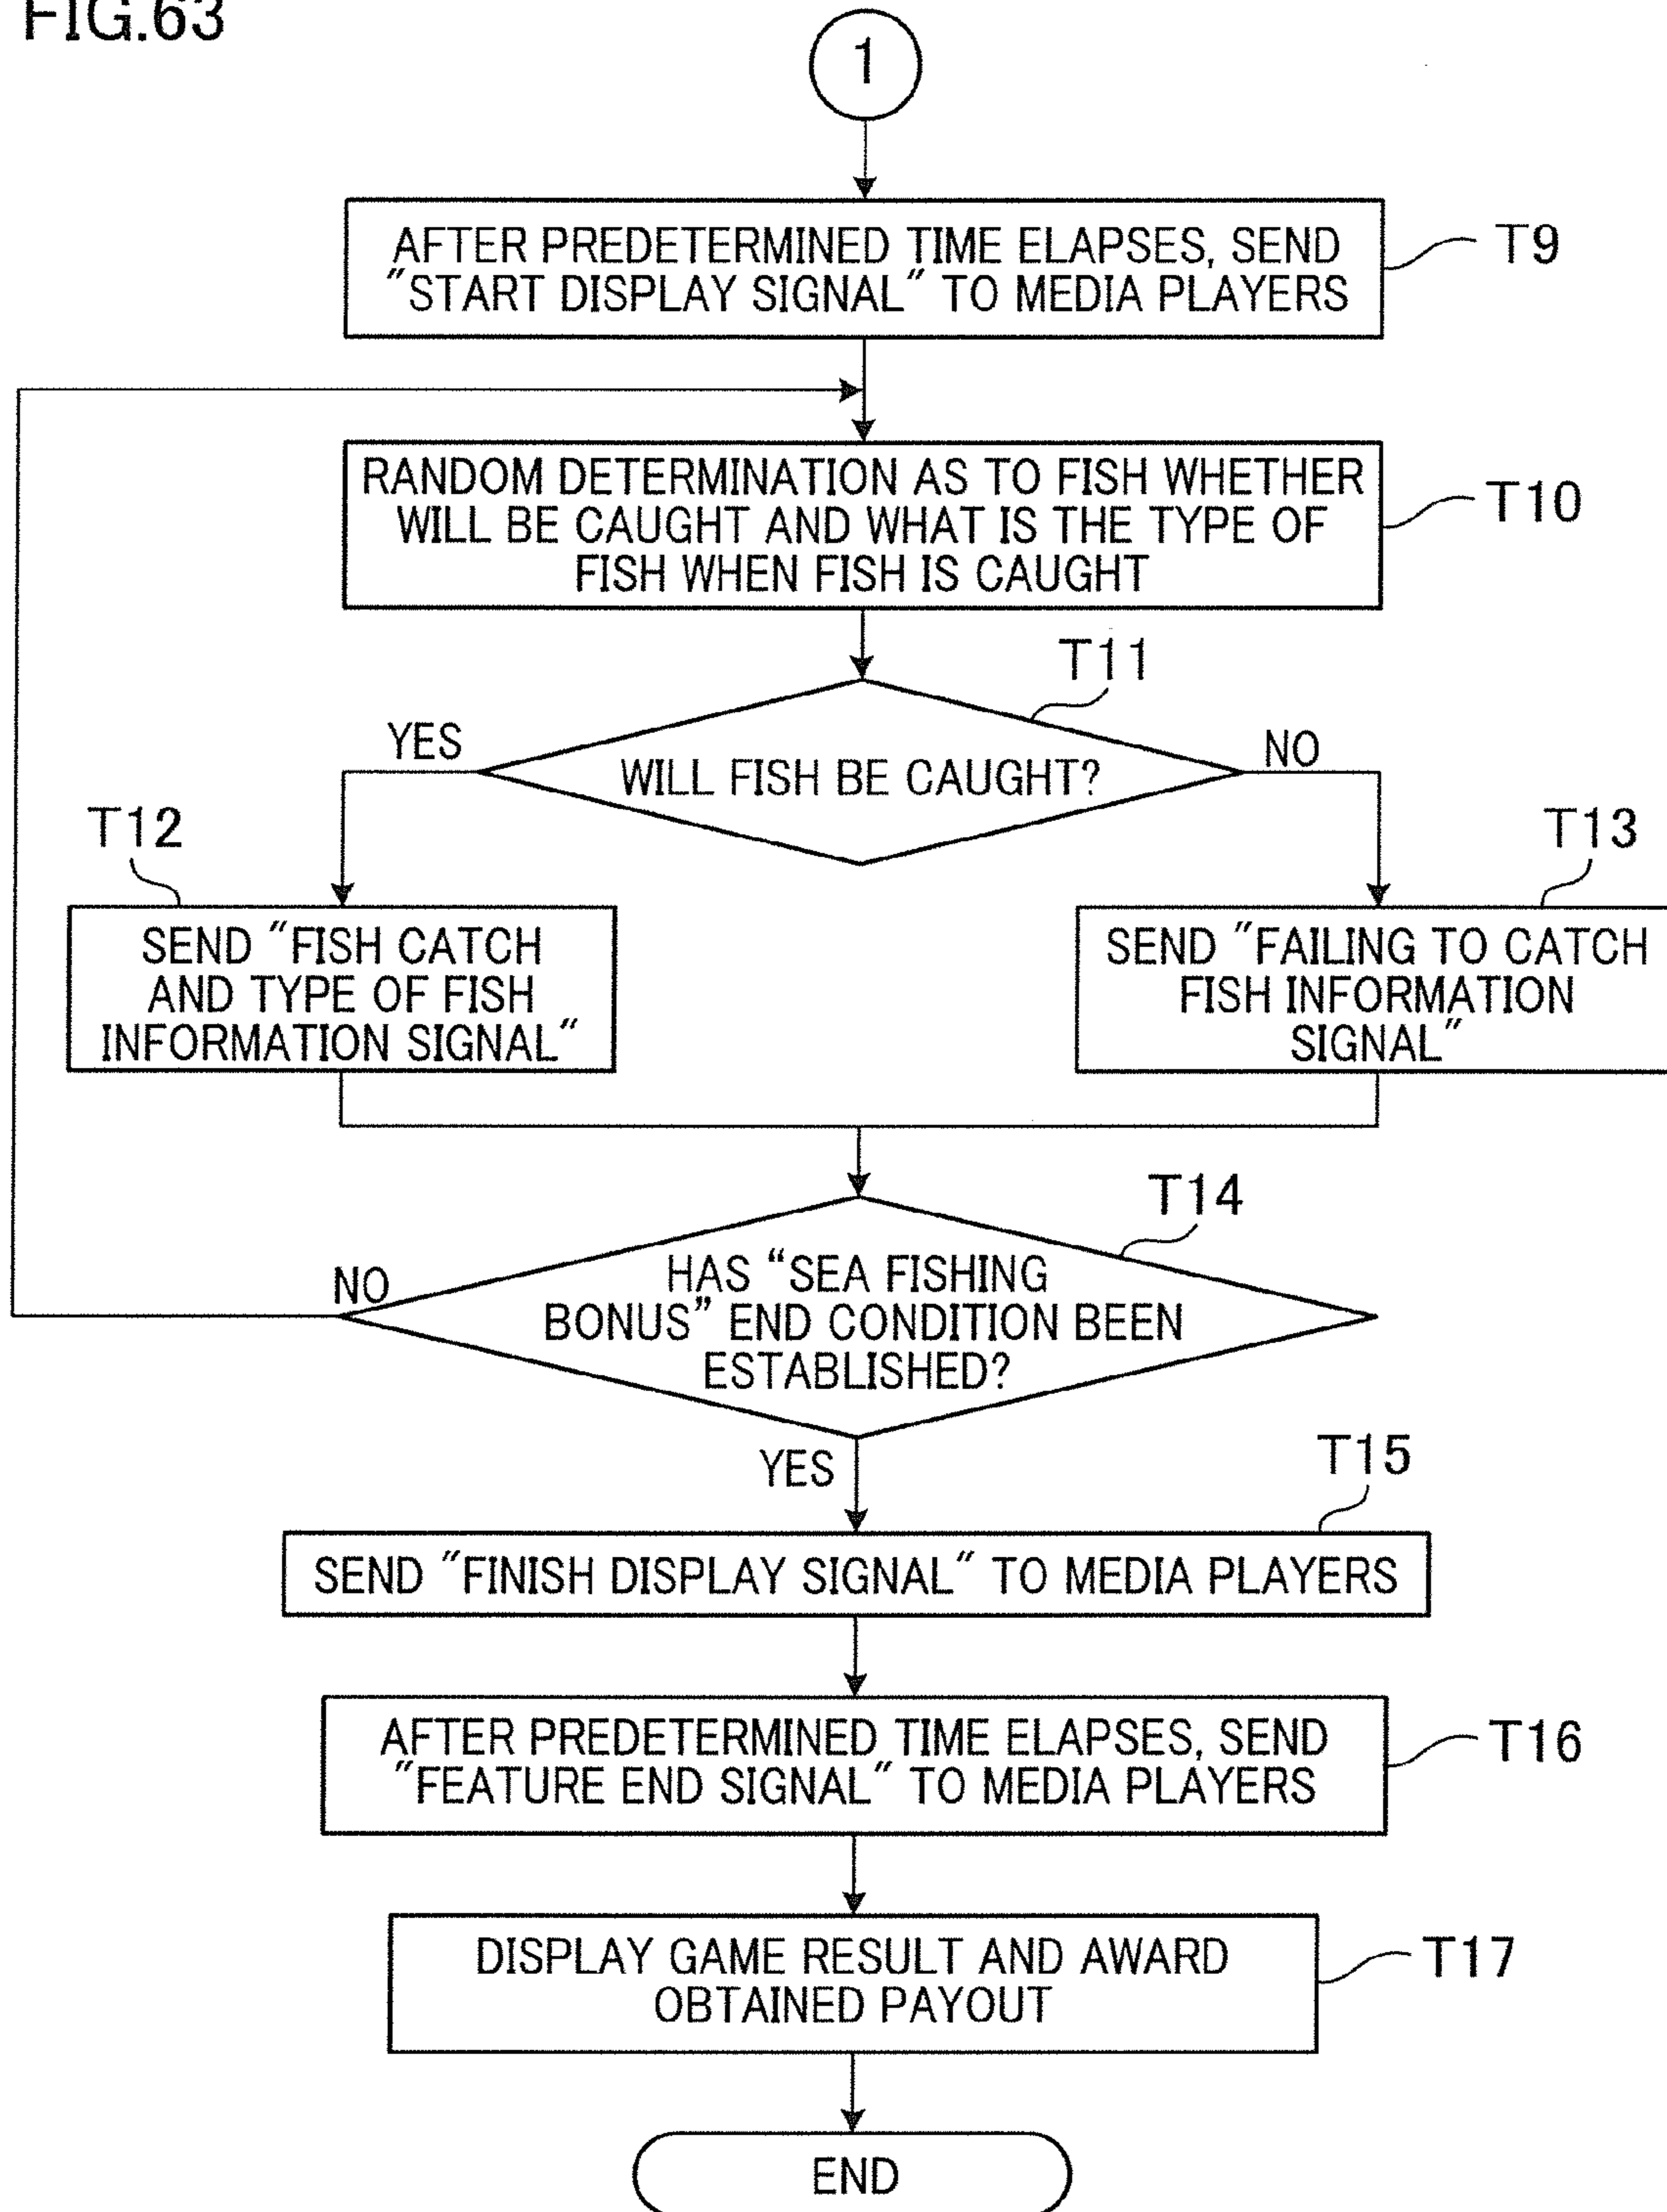 FIG.63
1
AFTER PREDETERMINED TIME ELAPSES, SEND
"START DISPLAY SIGNAL" TO MEDIA PLAYERS
T9
RANDOM DETERMINATION AS TO FISH WHETHER
WILL BE CAUGHT AND WHAT IS THE TYPE OF
FISH WHEN FISH IS CAUGHT
T10
T11
YES
NO
WILL FISH BE CAUGHT?
T12
T13
SEND "FISH CATCH
AND TYPE OF FISH
INFORMATION SIGNAL"
SEND "FAILING TO CATCH
FISH INFORMATION
SIGNAL"
T14
NO
HAS “SEA FISHING
BONUS” END CONDITION BEEN
ESTABLISHED?
YES
T15
SEND "FINISH DISPLAY SIGNAL" TO MEDIA PLAYERS
AFTER PREDETERMINED TIME ELAPSES, SEND
"FEATURE END SIGNAL" TO MEDIA PLAYERS
T16
DISPLAY GAME RESULT AND AWARD
OBTAINED PAYOUT
T17
END